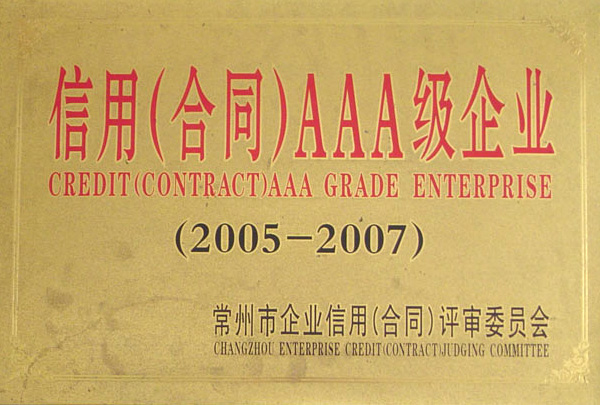 信用(合同)AAA级企业
CREDIT(CONTRACT)AAA GRADE ENTERPRISE
(2005-2007)
常州市企业信用(合同)评审委员会
CHANGZHOU ENTERPRISE CREDIT(CONTRACT)JUDGING COMMITTEE